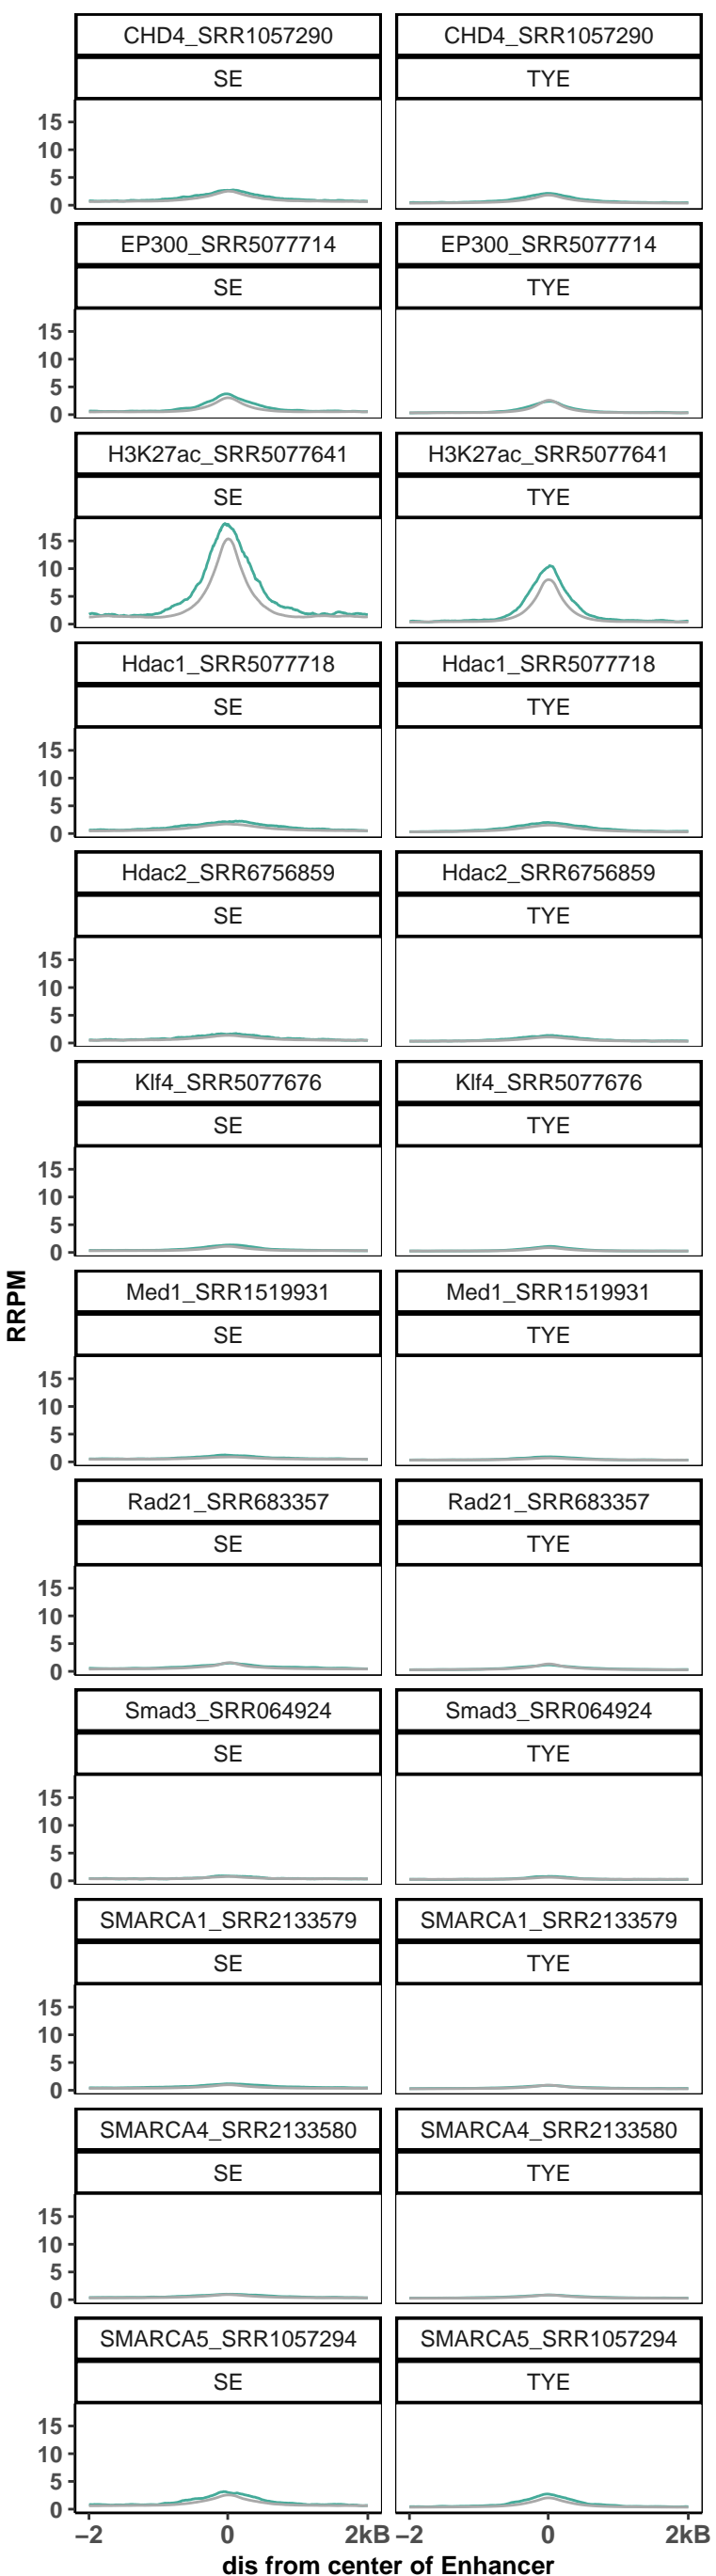 CHD4_SRR1057290 CHD4_SRR1057290
SE TYE
15
10
5
0
EP300_SRR5077714 EP300_SRR5077714
SE TYE
15
10
5
0
H3K27ac_SRR5077641 H3K27ac_SRR5077641
SE TYE
15
10
5
0
Hdac1_SRR5077718 Hdac1_SRR5077718
SE TYE
15
10
5
0
Hdac2_SRR6756859 Hdac2_SRR6756859
SE TYE
15
10
5
0
Klf4_SRR5077676 Klf4_SRR5077676
SE TYE
15
10
5
0
RRPM
Med1_SRR1519931 Med1_SRR1519931
SE TYE
15
10
5
0
Rad21_SRR683357 Rad21_SRR683357
SE TYE
15
10
5
0
Smad3_SRR064924 Smad3_SRR064924
SE TYE
15
10
5
0
SMARCA1_SRR2133579 SMARCA1_SRR2133579
SE TYE
15
10
5
0
SMARCA4_SRR2133580 SMARCA4_SRR2133580
SE TYE
15
10
5
0
SMARCA5_SRR1057294 SMARCA5_SRR1057294
SE TYE
15
10
5
0
−2 0 2kB −2 0 2kB
dis from center of Enhancer